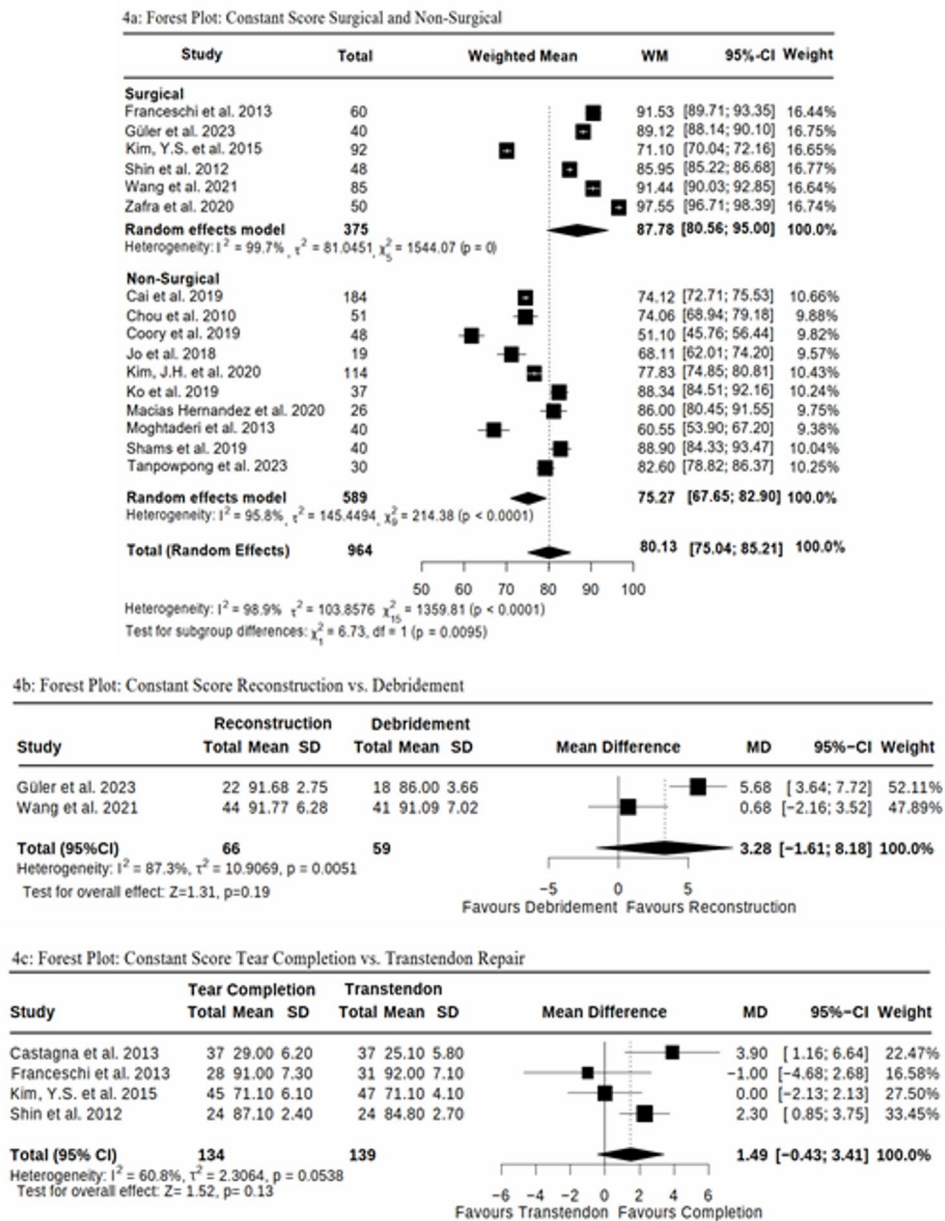 4a: Forest Plot: Constant Score Surgical and Non-Surgical
Study Total Weighted Mean WM 95%-CI Weight
Surgical
Franceschi et al. 2013 60 91.53 [89.71; 93.35] 16.44%
Güler et al. 2023 40 89.12 [88.14; 90.10] 16.75%
Kim, Y.S. et al. 2015 92 71.10 [70.04; 72.16] 16.65%
Shin et al. 2012 48 85.95 [85.22; 86.68] 16.77%
Wang et al. 2021 85 91.44 [90.03; 92.85] 16.64%
Zafra et al. 2020 50 97.55 [96.71; 98.39] 16.74%
Random effects model 375 87.78 [80.56; 95.00] 100.0%
Heterogeneity: I² = 99.7%, τ² = 81.0451, χ²₅ = 1544.07 (p = 0)
Non-Surgical
Cai et al. 2019 184 74.12 [72.71; 75.53] 10.66%
Chou et al. 2010 51 74.06 [68.94; 79.18] 9.88%
Coory et al. 2019 48 51.10 [45.76; 56.44] 9.82%
Jo et al. 2018 19 68.11 [62.01; 74.20] 9.57%
Kim, J.H. et al. 2020 114 77.83 [74.85; 80.81] 10.43%
Ko et al. 2019 37 88.34 [84.51; 92.16] 10.24%
Macias Hernandez et al. 2020 26 86.00 [80.45; 91.55] 9.75%
Moghtaderi et al. 2013 40 60.55 [53.90; 67.20] 9.38%
Shams et al. 2019 40 88.90 [84.33; 93.47] 10.04%
Tanpowpong et al. 2023 30 82.60 [78.82; 86.37] 10.25%
Random effects model 589 75.27 [67.65; 82.90] 100.0%
Heterogeneity: I² = 95.8%, τ² = 145.4494, χ²₉ = 214.38 (p < 0.0001)
Total (Random Effects) 964 80.13 [75.04; 85.21] 100.0%
50 60 70 80 90 100
Heterogeneity: I² = 98.9% τ² = 103.8576 χ²₁₅ = 1359.81 (p < 0.0001)
Test for subgroup differences: χ²₁ = 6.73, df = 1 (p = 0.0095)
4b: Forest Plot: Constant Score Reconstruction vs. Debridement
Reconstruction Debridement
Study Total Mean SD Total Mean SD Mean Difference MD 95%−CI Weight
Güler et al. 2023 22 91.68 2.75 18 86.00 3.66 5.68 [ 3.64; 7.72] 52.11%
Wang et al. 2021 44 91.77 6.28 41 91.09 7.02 0.68 [−2.16; 3.52] 47.89%
Total (95%CI) 66 59 3.28 [−1.61; 8.18] 100.0%
Heterogeneity: I² = 87.3%, τ² = 10.9069, p = 0.0051
Test for overall effect: Z=1.31, p=0.19
−5 0 5
Favours Debridement Favours Reconstruction
4c: Forest Plot: Constant Score Tear Completion vs. Transtendon Repair
Tear Completion Transtendon
Study Total Mean SD Total Mean SD Mean Difference MD 95%−CI Weight
Castagna et al. 2013 37 29.00 6.20 37 25.10 5.80 3.90 [ 1.16; 6.64] 22.47%
Franceschi et al. 2013 28 91.00 7.30 31 92.00 7.10 −1.00 [−4.68; 2.68] 16.58%
Kim, Y.S. et al. 2015 45 71.10 6.10 47 71.10 4.10 0.00 [−2.13; 2.13] 27.50%
Shin et al. 2012 24 87.10 2.40 24 84.80 2.70 2.30 [ 0.85; 3.75] 33.45%
Total (95% CI) 134 139 1.49 [−0.43; 3.41] 100.0%
Heterogeneity: I² = 60.8%, τ² = 2.3064, p = 0.0538
Test for overall effect: Z= 1.52, p= 0.13
−6 −4 −2 0 2 4 6
Favours Transtendon Favours Completion